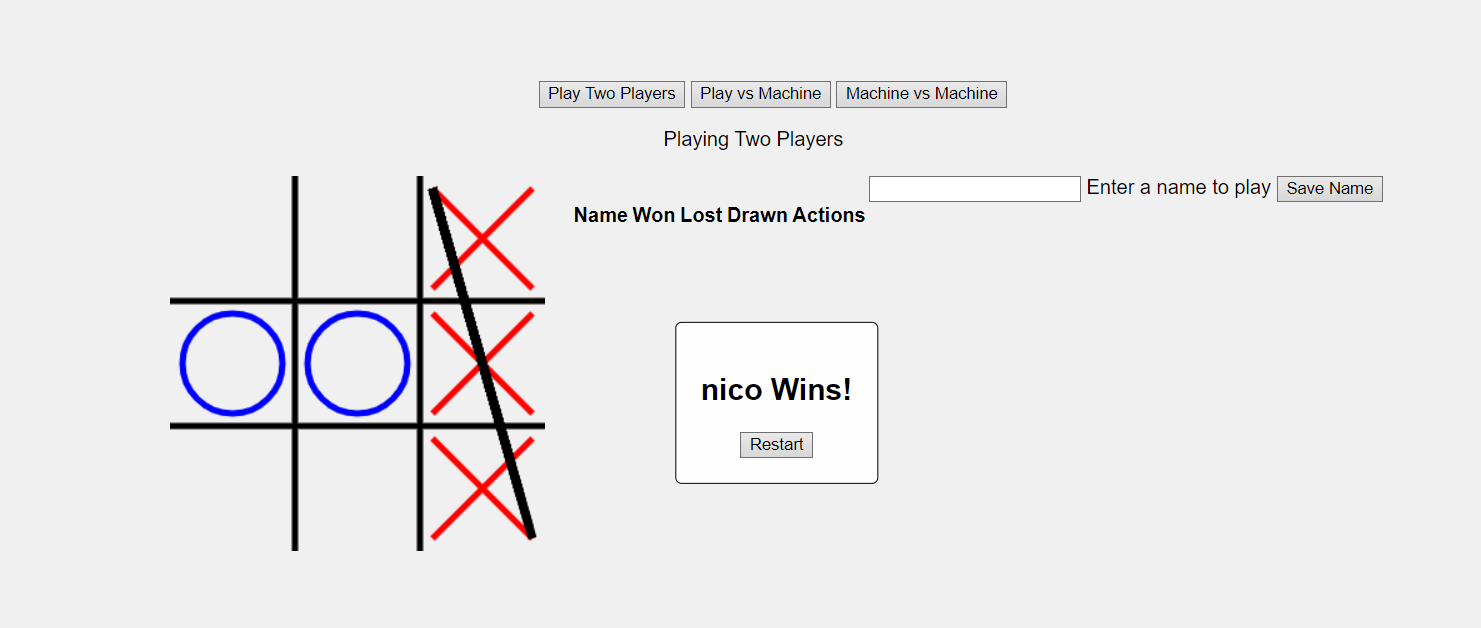 Play Two Players Play vs Machine Machine vs Machine
Playing Two Players
Enter a name to play Save Name
Name Won Lost Drawn Actions
nico Wins!
Restart